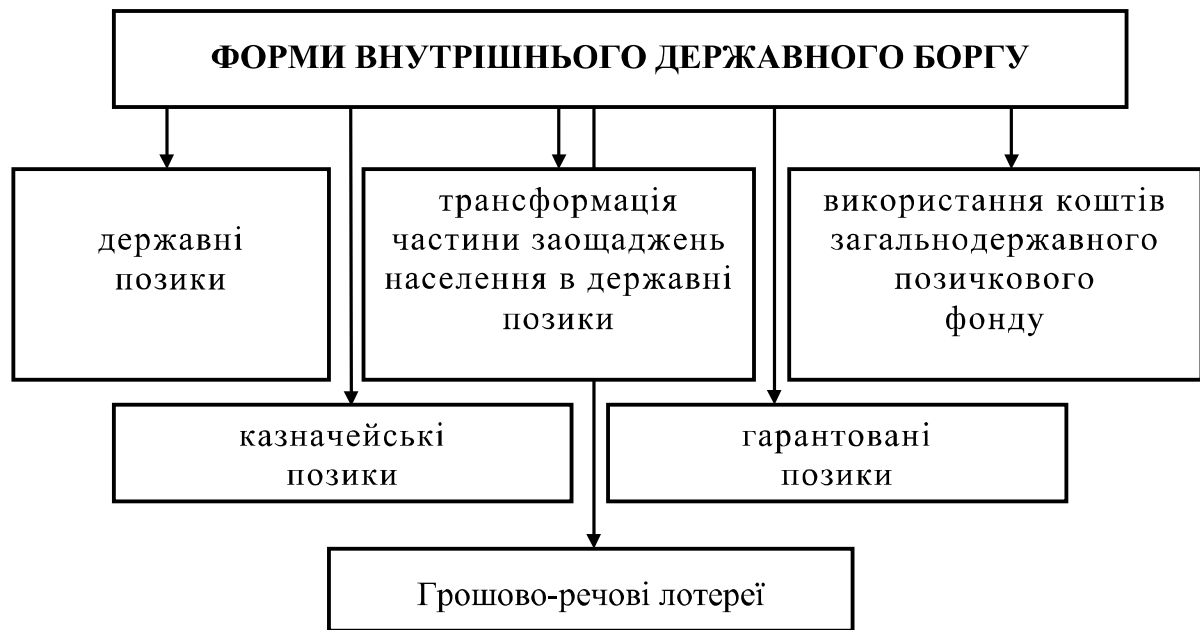 ФОРМИ ВНУТРІШНЬОГО ДЕРЖАВНОГО БОРГУ
державні
позики
трансформація
частини заощаджень
населення в державні
позики
використання коштів
загальнодержавного
позичкового
фонду
казначейські
позики
гарантовані
позики
Грошово-речові лотереї